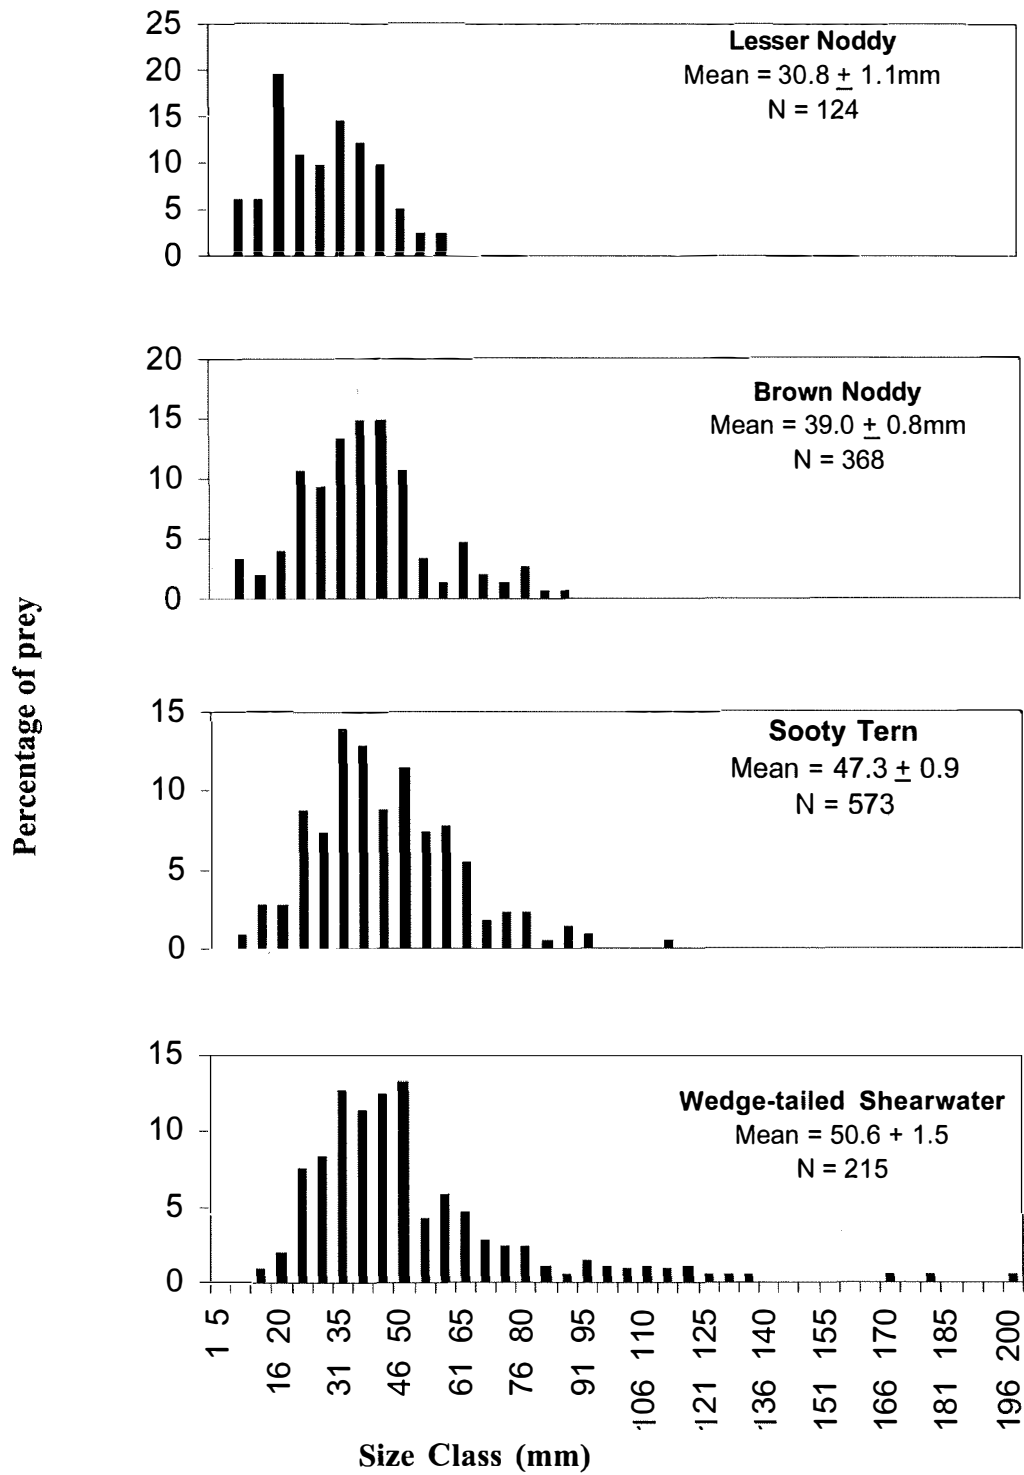 Percentage of prey
25
20
15
10
5
0
Lesser Noddy
Mean = 30.8 ± 1.1mm
N = 124
20
15
10
5
0
Brown Noddy
Mean = 39.0 ± 0.8mm
N = 368
15
10
5
0
Sooty Tern
Mean = 47.3 ± 0.9
N = 573
15
10
5
0
Wedge-tailed Shearwater
Mean = 50.6 + 1.5
N = 215
1 5
16 20
31 35
46 50
61 65
76 80
91 95
106 110
121 125
136 140
151 155
166 170
181 185
196 200
Size Class (mm)